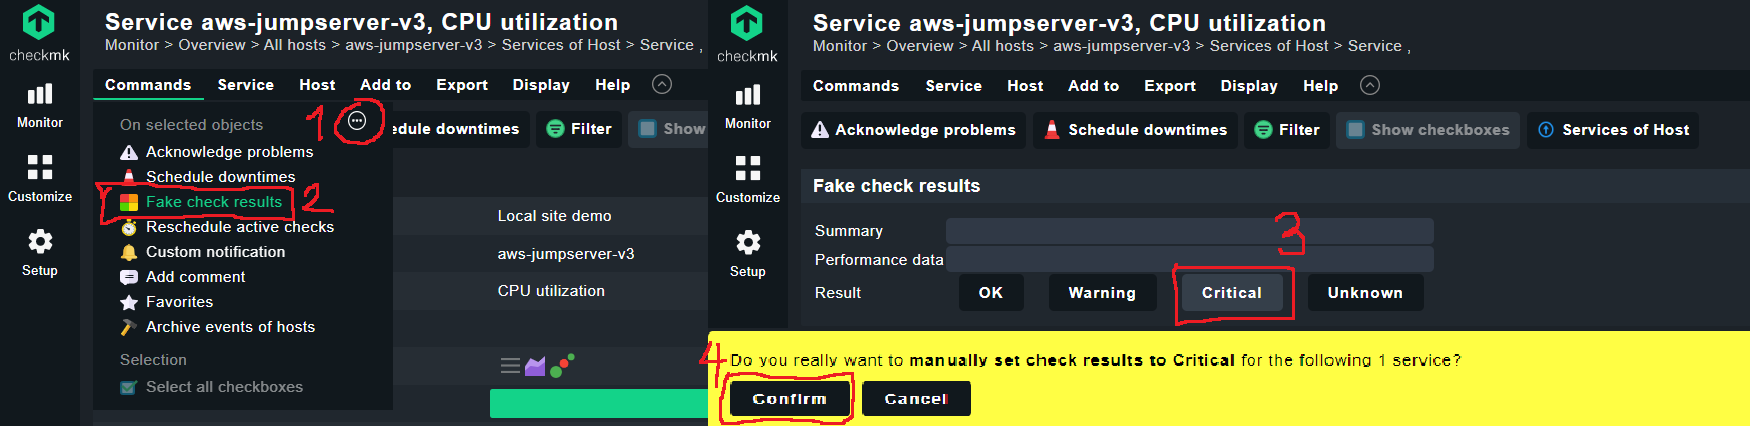 Service aws-jumpserver-v3, CPU utilization
Monitor > Overview > All hosts > aws-jumpserver-v3 > Services of Host > Service ,
checkmk
Commands Service Host Add to Export Display Help
1
On selected objects
edule downtimes Filter Show
Monitor
Acknowledge problems
Schedule downtimes
Customize
Fake check results 2
Local site demo
Reschedule active checks
Custom notification
aws-jumpserver-v3
Setup
Add comment
CPU utilization
Favorites
Archive events of hosts
Selection
Select all checkboxes
Service aws-jumpserver-v3, CPU utilization
Monitor > Overview > All hosts > aws-jumpserver-v3 > Services of Host > Service ,
checkmk
Commands Service Host Add to Export Display Help
Monitor
Acknowledge problems Schedule downtimes Filter Show checkboxes Services of Host
Customize
Fake check results
Summary
3
Performance data
Setup
Result OK Warning Critical Unknown
4
Do you really want to manually set check results to Critical for the following 1 service?
Confirm Cancel